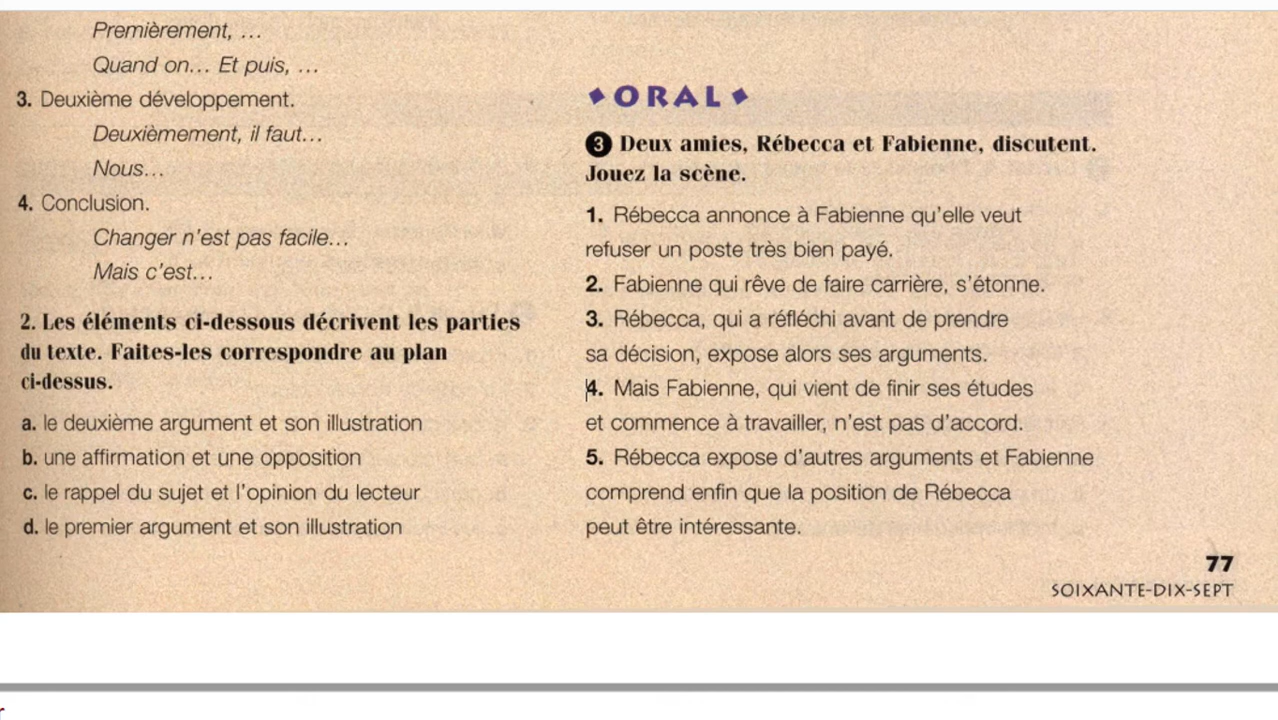 Premièrement, ...
Quand on... Et puis, ...
3. Deuxième développement.
Deuxièmement, il faut...
Nous...
4. Conclusion.
Changer n'est pas facile...
Mais c'est...
2. Les éléments ci-dessous décrivent les parties
du texte. Faites-les correspondre au plan
ci-dessus.
a. le deuxième argument et son illustration
b. une affirmation et une opposition
c. le rappel du sujet et l'opinion du lecteur
d. le premier argument et son illustration
◆ORAL◆
3 Deux amies, Rébecca et Fabienne, discutent.
Jouez la scène.
1. Rébecca annonce à Fabienne qu'elle veut
refuser un poste très bien payé.
2. Fabienne qui rêve de faire carrière, s'étonne.
3. Rébecca, qui a réfléchi avant de prendre
sa décision, expose alors ses arguments.
4. Mais Fabienne, qui vient de finir ses études
et commence à travailler, n'est pas d'accord.
5. Rébecca expose d'autres arguments et Fabienne
comprend enfin que la position de Rébecca
peut être intéressante.
77
SOIXANTE-DIX-SEPT